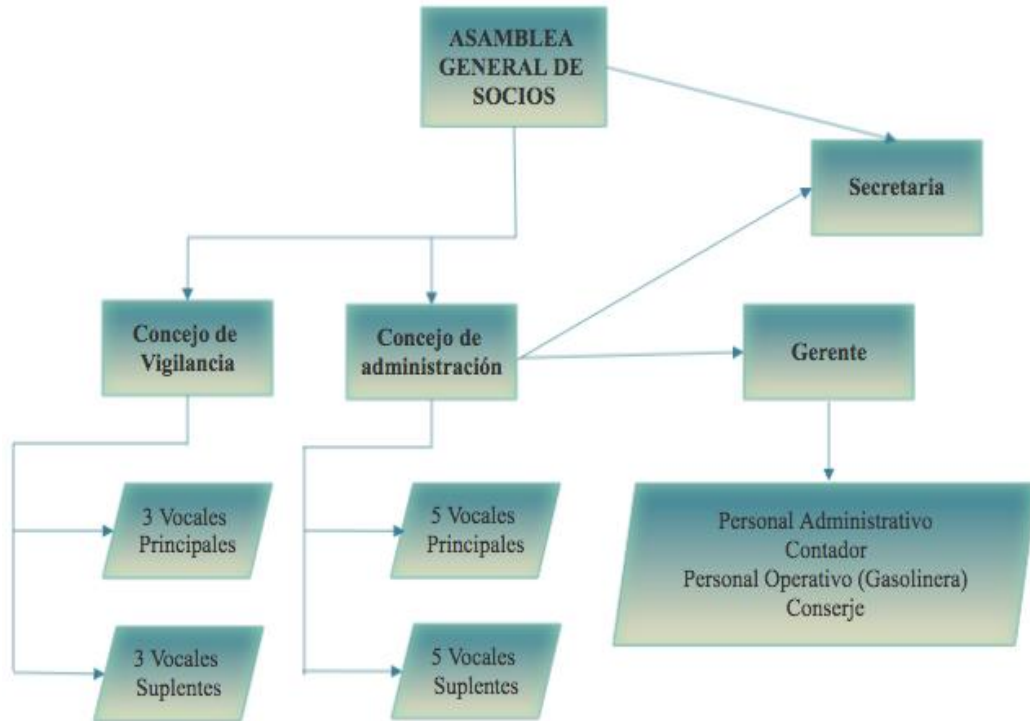 ASAMBLEA
GENERAL DE
SOCIOS
Secretaria
Concejo de
Vigilancia
Concejo de
administración
Gerente
3 Vocales
Principales
5 Vocales
Principales
Personal Administrativo
Contador
Personal Operativo (Gasolinera)
Conserje
3 Vocales
Suplentes
5 Vocales
Suplentes